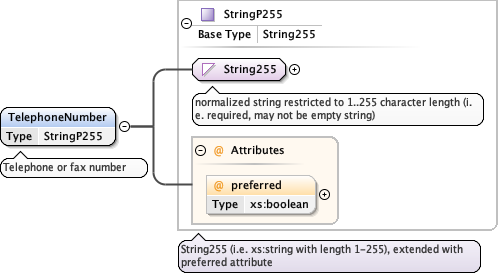 StringP255
Base Type String255
String255
normalized string restricted to 1..255 character length (i.
e. required, may not be empty string)
TelephoneNumber
Type StringP255
Telephone or fax number
@ Attributes
@ preferred
Type xs:boolean
String255 (i.e. xs:string with length 1-255), extended with
preferred attribute